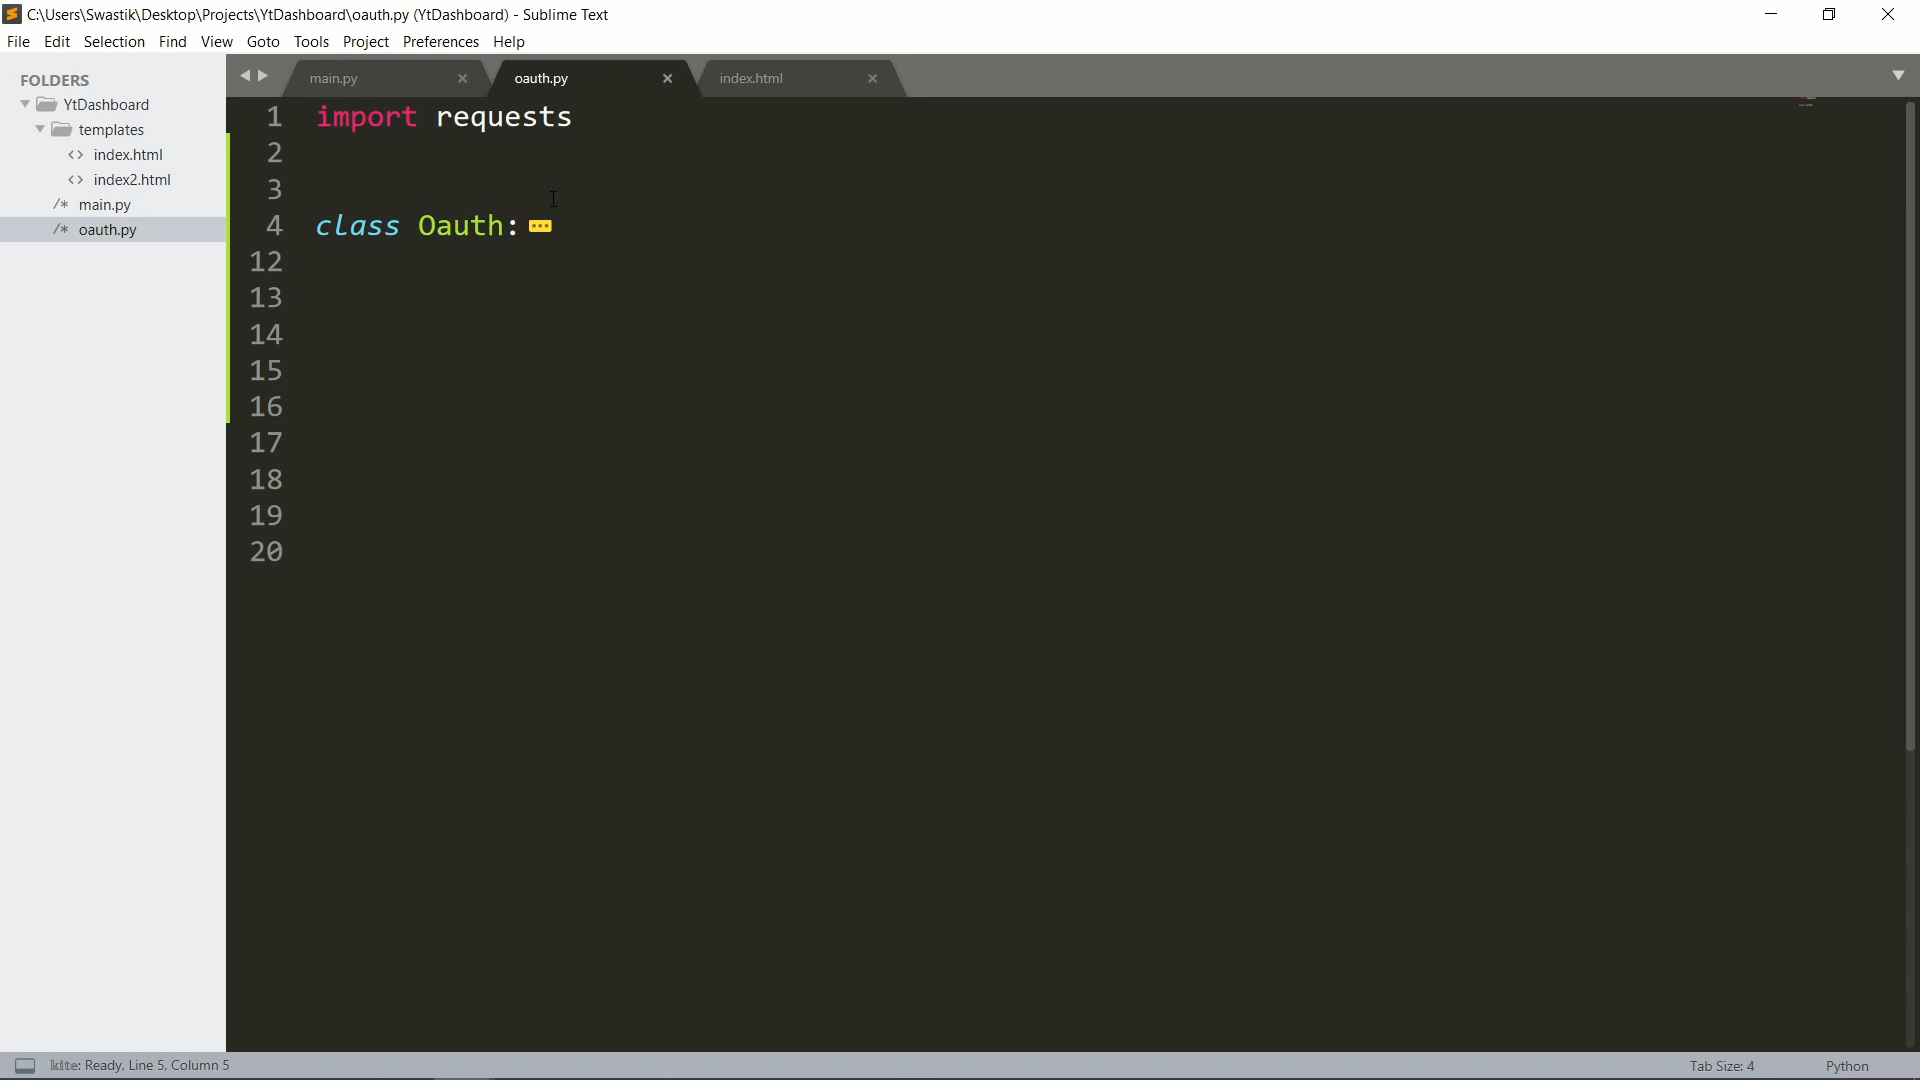 C:\Users\Swastik\Desktop\Projects\YtDashboard\oauth.py (YtDashboard) - Sublime Text
File Edit Selection Find View Goto Tools Project Preferences Help
FOLDERS
YtDashboard
templates
<> index.html
<> index2.html
/* main.py
/* oauth.py
main.py × oauth.py × index.html ×
1 import requests
2
3
4 class Oauth:
12
13
14
15
16
17
18
19
20
kite: Ready, Line 5, Column 5 Tab Size: 4 Python